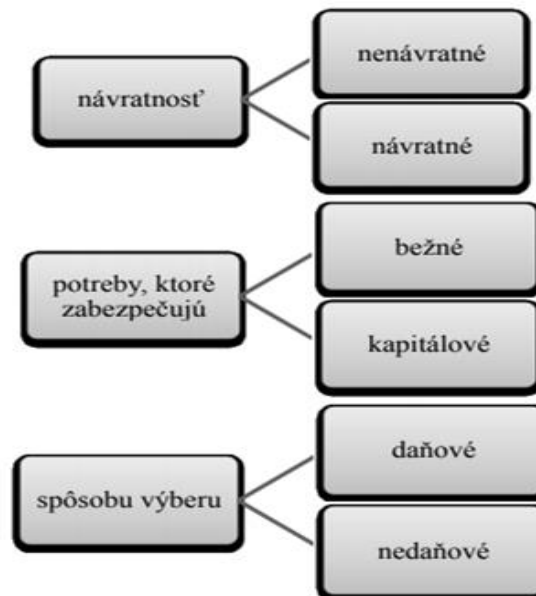 návratnosť
nenávratné
návratné
potreby, ktoré
zabezpečujú
bežné
kapitálové
spôsobu výberu
daňové
nedaňové